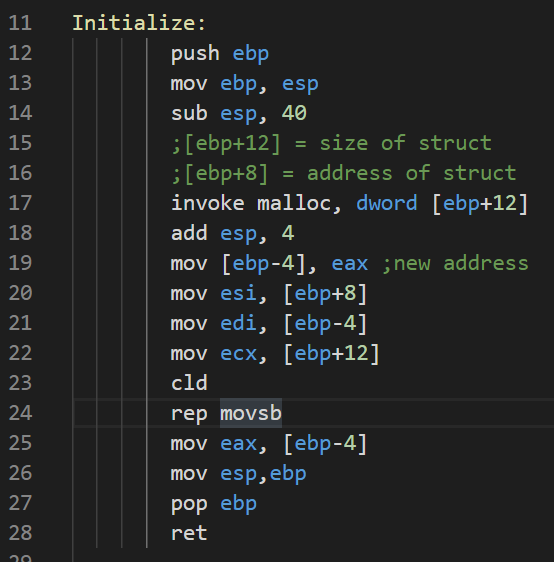 11 Initialize:
12 push ebp
13 mov ebp, esp
14 sub esp, 40
15 ;[ebp+12] = size of struct
16 ;[ebp+8] = address of struct
17 invoke malloc, dword [ebp+12]
18 add esp, 4
19 mov [ebp-4], eax ;new address
20 mov esi, [ebp+8]
21 mov edi, [ebp-4]
22 mov ecx, [ebp+12]
23 cld
24 rep movsb
25 mov eax, [ebp-4]
26 mov esp,ebp
27 pop ebp
28 ret